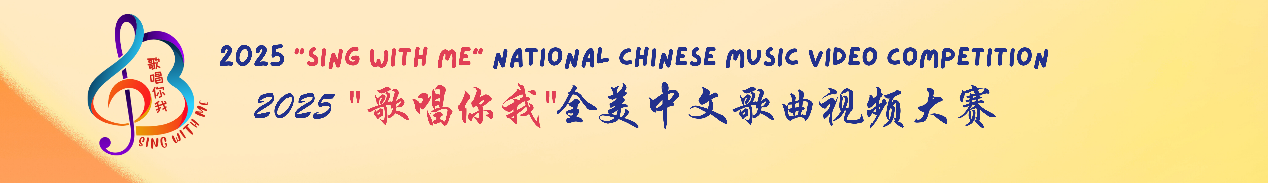 歌唱你我
SING WITH ME
2025 "SING WITH ME" NATIONAL CHINESE MUSIC VIDEO COMPETITION
2025 "歌唱你我"全美中文歌曲视频大赛